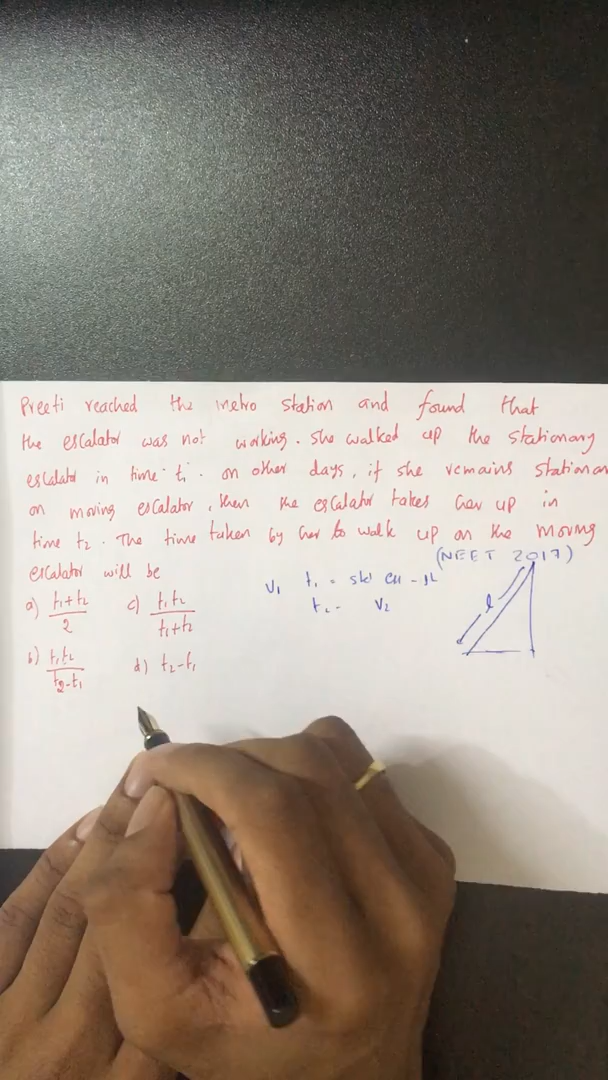 Preeti reached the metro station and found that
the escalator was not working. she walked up the stationary
escalator in time t₁. on other days, if she remains stationar
on moving escalator, then the escalator takes her up in
time t₂. The time taken by her to walk up on the moving
escalator will be
(NEET 2017)
a) t₁+t₂/2 c) t₁t₂/t₁+t₂
b) t₁t₂/t₂-t₁ d) t₂-t₁
V₁ t₁ =
t₂ - V₂
l